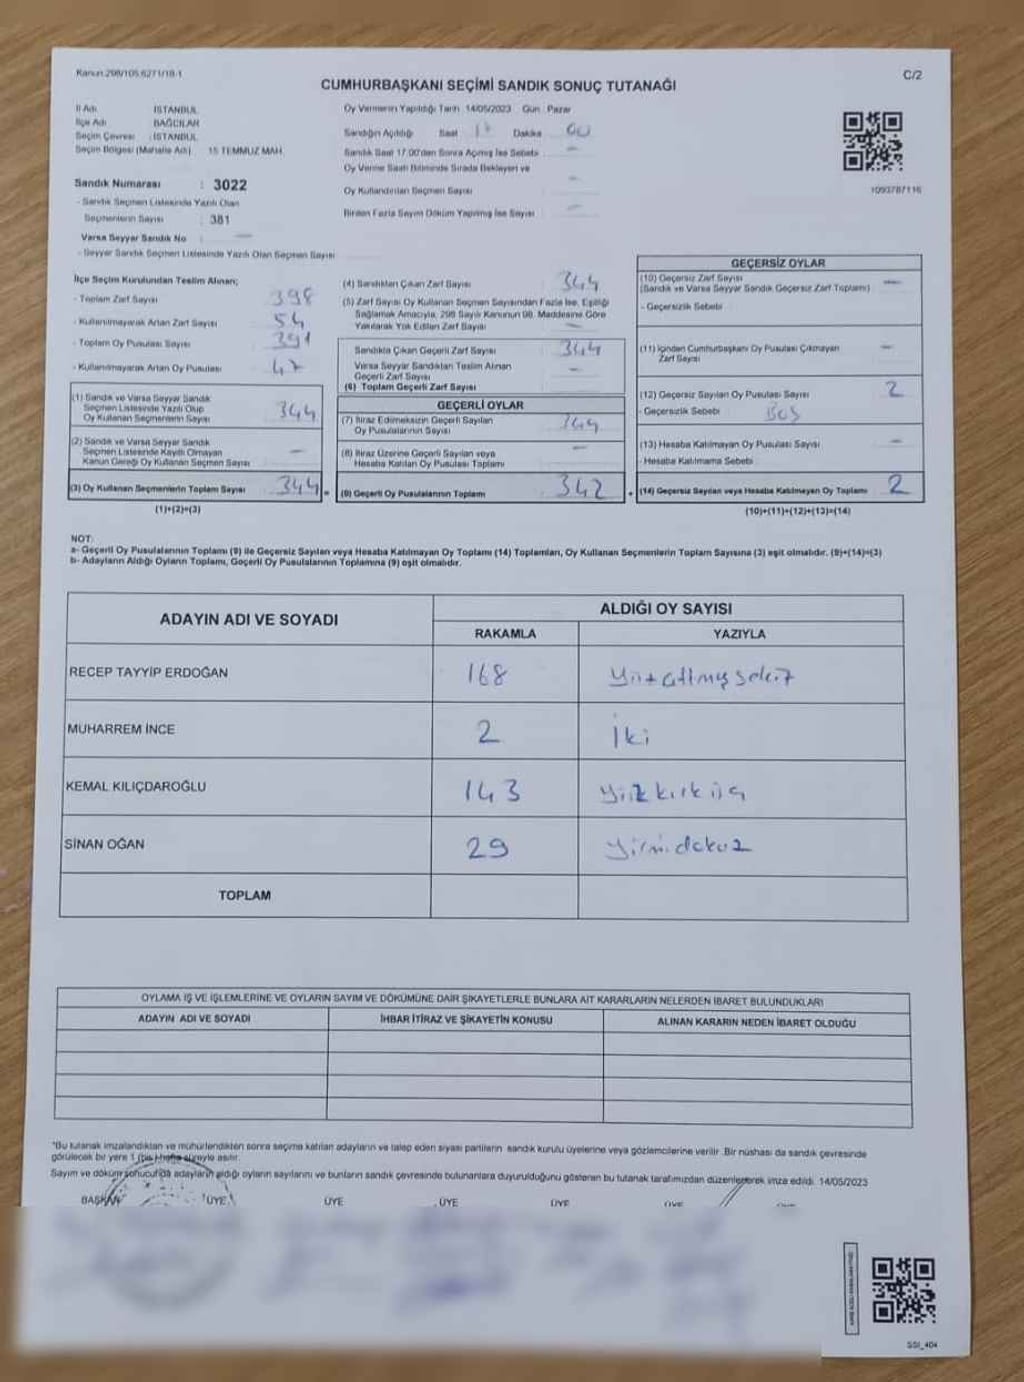 Kanun:298/105,6271/18-1
C/2
CUMHURBAŞKANI SEÇİMİ SANDIK SONUÇ TUTANAĞI
İl Adı İSTANBUL
İlçe Adı BAĞCILAR
Seçim Çevresi : İSTANBUL
Seçim Bölgesi (Mahalle Adı) 15 TEMMUZ MAH.
Sandık Numarası : 3022
- Sandık Seçmen Listesinde Yazılı Olan
Seçmenlerin Sayısı : 381
Varsa Seyyar Sandık No : —
- Seyyar Sandık Seçmen Listesinde Yazılı Olan Seçmen Sayısı
Oy Vermenin Yapıldığı Tarih 14/05/2023 Gün Pazar
Sandığın Açıldığı Saat 17 Dakika 00
Sandık Saat 17.00'den Sonra Açılmış İse Sebebi —
Oy Verme Saati Bitiminde Sırada Bekleyen ve
Oy Kullandırılan Seçmen Sayısı —
Birden Fazla Sayım Döküm Yapılmış İse Sayısı —
1093787116
İlçe Seçim Kurulundan Teslim Alınan;
- Toplam Zarf Sayısı 398
- Kullanılmayarak Artan Zarf Sayısı 54
- Toplam Oy Pusulası Sayısı 391
- Kullanılmayarak Artan Oy Pusulası 47
(1) Sandık ve Varsa Seyyar Sandık
Seçmen Listesinde Yazılı Olup
Oy Kullanan Seçmenlerin Sayısı 344
(2) Sandık ve Varsa Seyyar Sandık
Seçmen Listesinde Kayıtlı Olmayan
Kanun Gereği Oy Kullanan Seçmen Sayısı —
(3) Oy Kullanan Seçmenlerin Toplam Sayısı 344
(1)+(2)=(3)
(4) Sandıktan Çıkan Zarf Sayısı 344
(5) Zarf Sayısı Oy Kullanan Seçmen Sayısından Fazla İse, Eşitliği
Sağlamak Amacıyla, 298 Sayılı Kanunun 98. Maddesine Göre
Yakılarak Yok Edilen Zarf Sayısı —
Sandıkta Çıkan Geçerli Zarf Sayısı 344
Varsa Seyyar Sandıktan Teslim Alınan
Geçerli Zarf Sayısı —
(6) Toplam Geçerli Zarf Sayısı
GEÇERLİ OYLAR
(7) İtiraz Edilmeksizin Geçerli Sayılan
Oy Pusulalarının Sayısı
(8) İtiraz Üzerine Geçerli Sayılan veya
Hesaba Katılan Oy Pusulası Toplamı —
= (9) Geçerli Oy Pusulalarının Toplamı 342
GEÇERSİZ OYLAR
(10) Geçersiz Zarf Sayısı
(Sandık ve Varsa Seyyar Sandık Geçersiz Zarf Toplamı) —
- Geçersizlik Sebebi
(11) İçinden Cumhurbaşkanı Oy Pusulası Çıkmayan
Zarf Sayısı —
(12) Geçersiz Sayılan Oy Pusulası Sayısı 2
- Geçersizlik Sebebi BOŞ
(13) Hesaba Katılmayan Oy Pusulası Sayısı —
- Hesaba Katılmama Sebebi
+ (14) Geçersiz Sayılan veya Hesaba Katılmayan Oy Toplamı 2
(10)+(11)+(12)+(13)=(14)
NOT:
a- Geçerli Oy Pusulalarının Toplamı (9) ile Geçersiz Sayılan veya Hesaba Katılmayan Oy Toplamı (14) Toplamları, Oy Kullanan Seçmenlerin Toplam Sayısına (3) eşit olmalıdır. (9)+(14)=(3)
b- Adayların Aldığı Oyların Toplamı, Geçerli Oy Pusulalarının Toplamına (9) eşit olmalıdır.
ADAYIN ADI VE SOYADI ALDIĞI OY SAYISI
RAKAMLA YAZIYLA
RECEP TAYYİP ERDOĞAN 168 Yüzaltmışsekiz
MUHARREM İNCE 2 İki
KEMAL KILIÇDAROĞLU 143 Yüzkırküç
SİNAN OĞAN 29 Yirmidokuz
TOPLAM
OYLAMA İŞ VE İŞLEMLERİNE VE OYLARIN SAYIM VE DÖKÜMÜNE DAİR ŞİKAYETLERLE BUNLARA AİT KARARLARIN NELERDEN İBARET BULUNDUKLARI
ADAYIN ADI VE SOYADI İHBAR İTİRAZ VE ŞİKAYETİN KONUSU ALINAN KARARIN NEDEN İBARET OLDUĞU
*Bu tutanak imzalandıktan ve mühürlendikten sonra seçime katılan adayların ve talep eden siyasi partilerin sandık kurulu üyelerine veya gözlemcilerine verilir. Bir nüshası da sandık çevresinde
görülecek bir yere 1 (bir) hafta süreyle asılır.
Sayım ve döküm sonucunda adayların aldığı oyların sayılarını ve bunların sandık çevresinde bulunanlara duyurulduğunu gösteren bu tutanak tarafımızdan düzenlenerek imza edildi. 14/05/2023
BAŞKAN ÜYE ÜYE ÜYE ÜYE ÜYE ÜYE
SSI_404